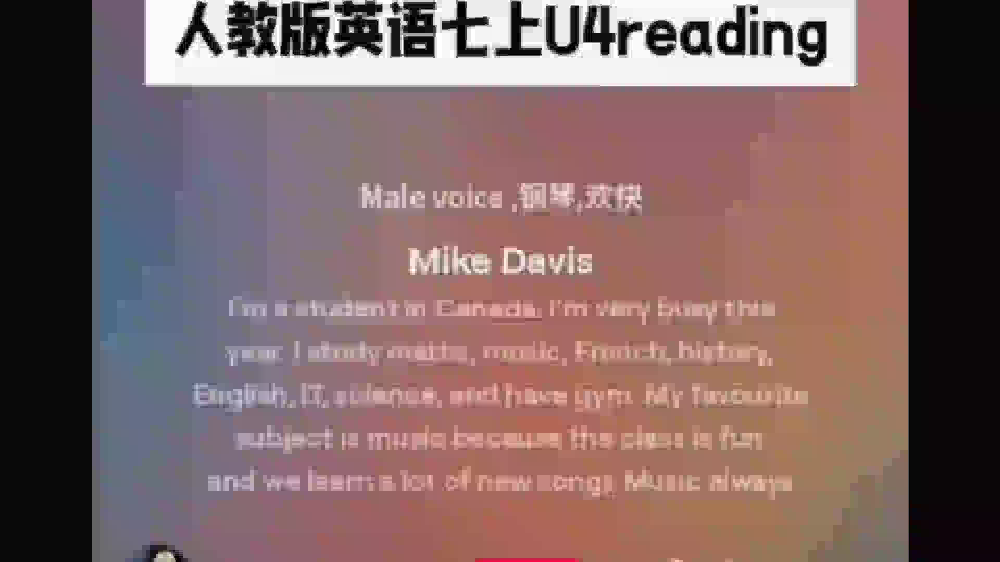 人教版英语七上U4reading
Male voice ,钢琴,欢快
Mike Davis
I'm a student in Canada. I'm very busy this
year. I study maths, music, French, history,
English, IT, science, and have gym. My favourite
subject is music because the class is fun
and we learn a lot of new songs. Music always